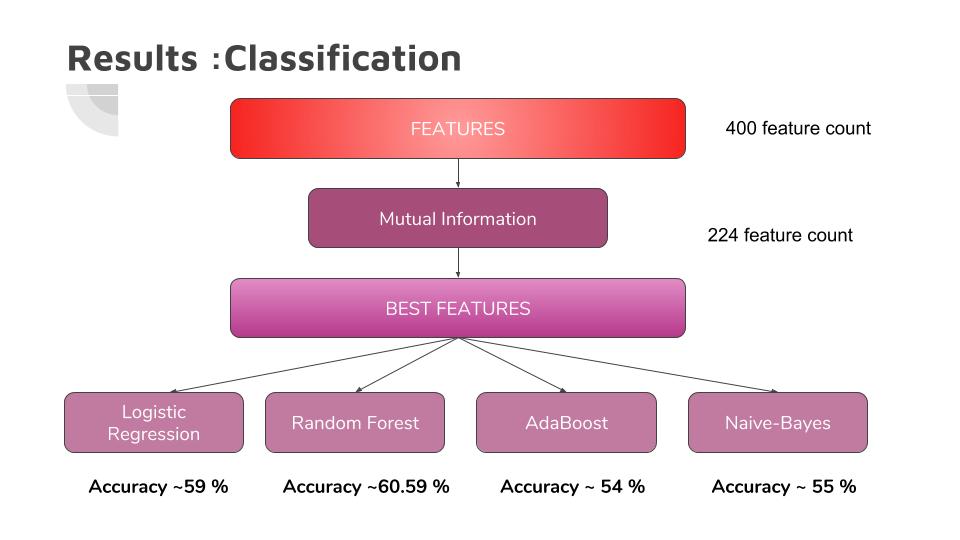 Results :Classification
FEATURES
400 feature count
Mutual Information
224 feature count
BEST FEATURES
Logistic
Regression
Random Forest
AdaBoost
Naive-Bayes
Accuracy ~59 %
Accuracy ~60.59 %
Accuracy ~ 54 %
Accuracy ~ 55 %